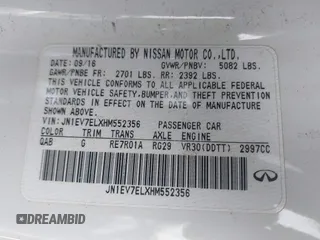 MANUFACTURED BY NISSAN MOTOR CO.,LTD.
DATE: 09/16 GVWR/PNBV: 5082 LBS.
GAWR/PNBE FR: 2701 LBS. RR: 2392 LBS.
THIS VEHICLE CONFORMS TO ALL APPLICABLE FEDERAL
MOTOR VEHICLE SAFETY, BUMPER, AND THEFT PREVENTION
STANDARDS IN EFFECT ON THE DATE OF
MANUFACTURE SHOWN ABOVE.
VIN: JN1EV7ELXHM552356 PASSENGER CAR
COLOR TRIM TRANS AXLE ENGINE
QAB G RE7R01A RG29 VR30(DDTT) 2997CC
JN1EV7ELXHM552356
INFINITI
DREAMBID